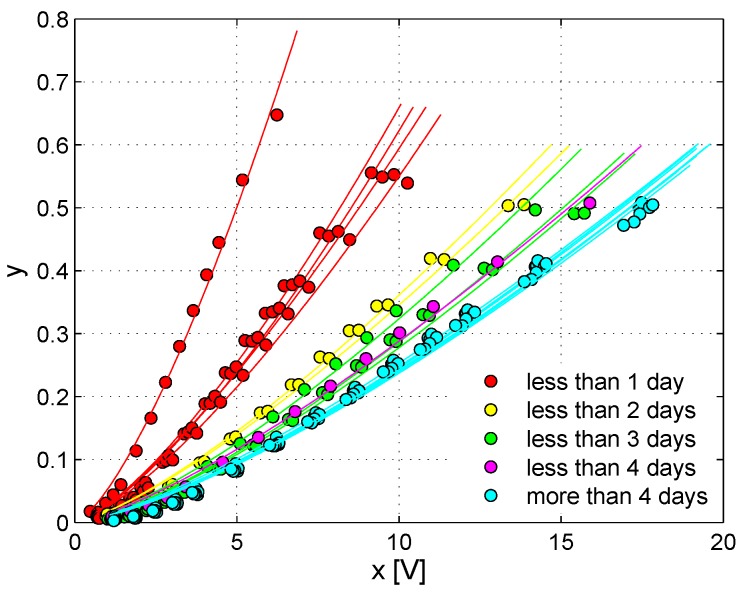 0.8
0.7
0.6
0.5
0.4
0.3
0.2
0.1
0
y
less than 1 day
less than 2 days
less than 3 days
less than 4 days
more than 4 days
0 5 10 15 20
x [V]